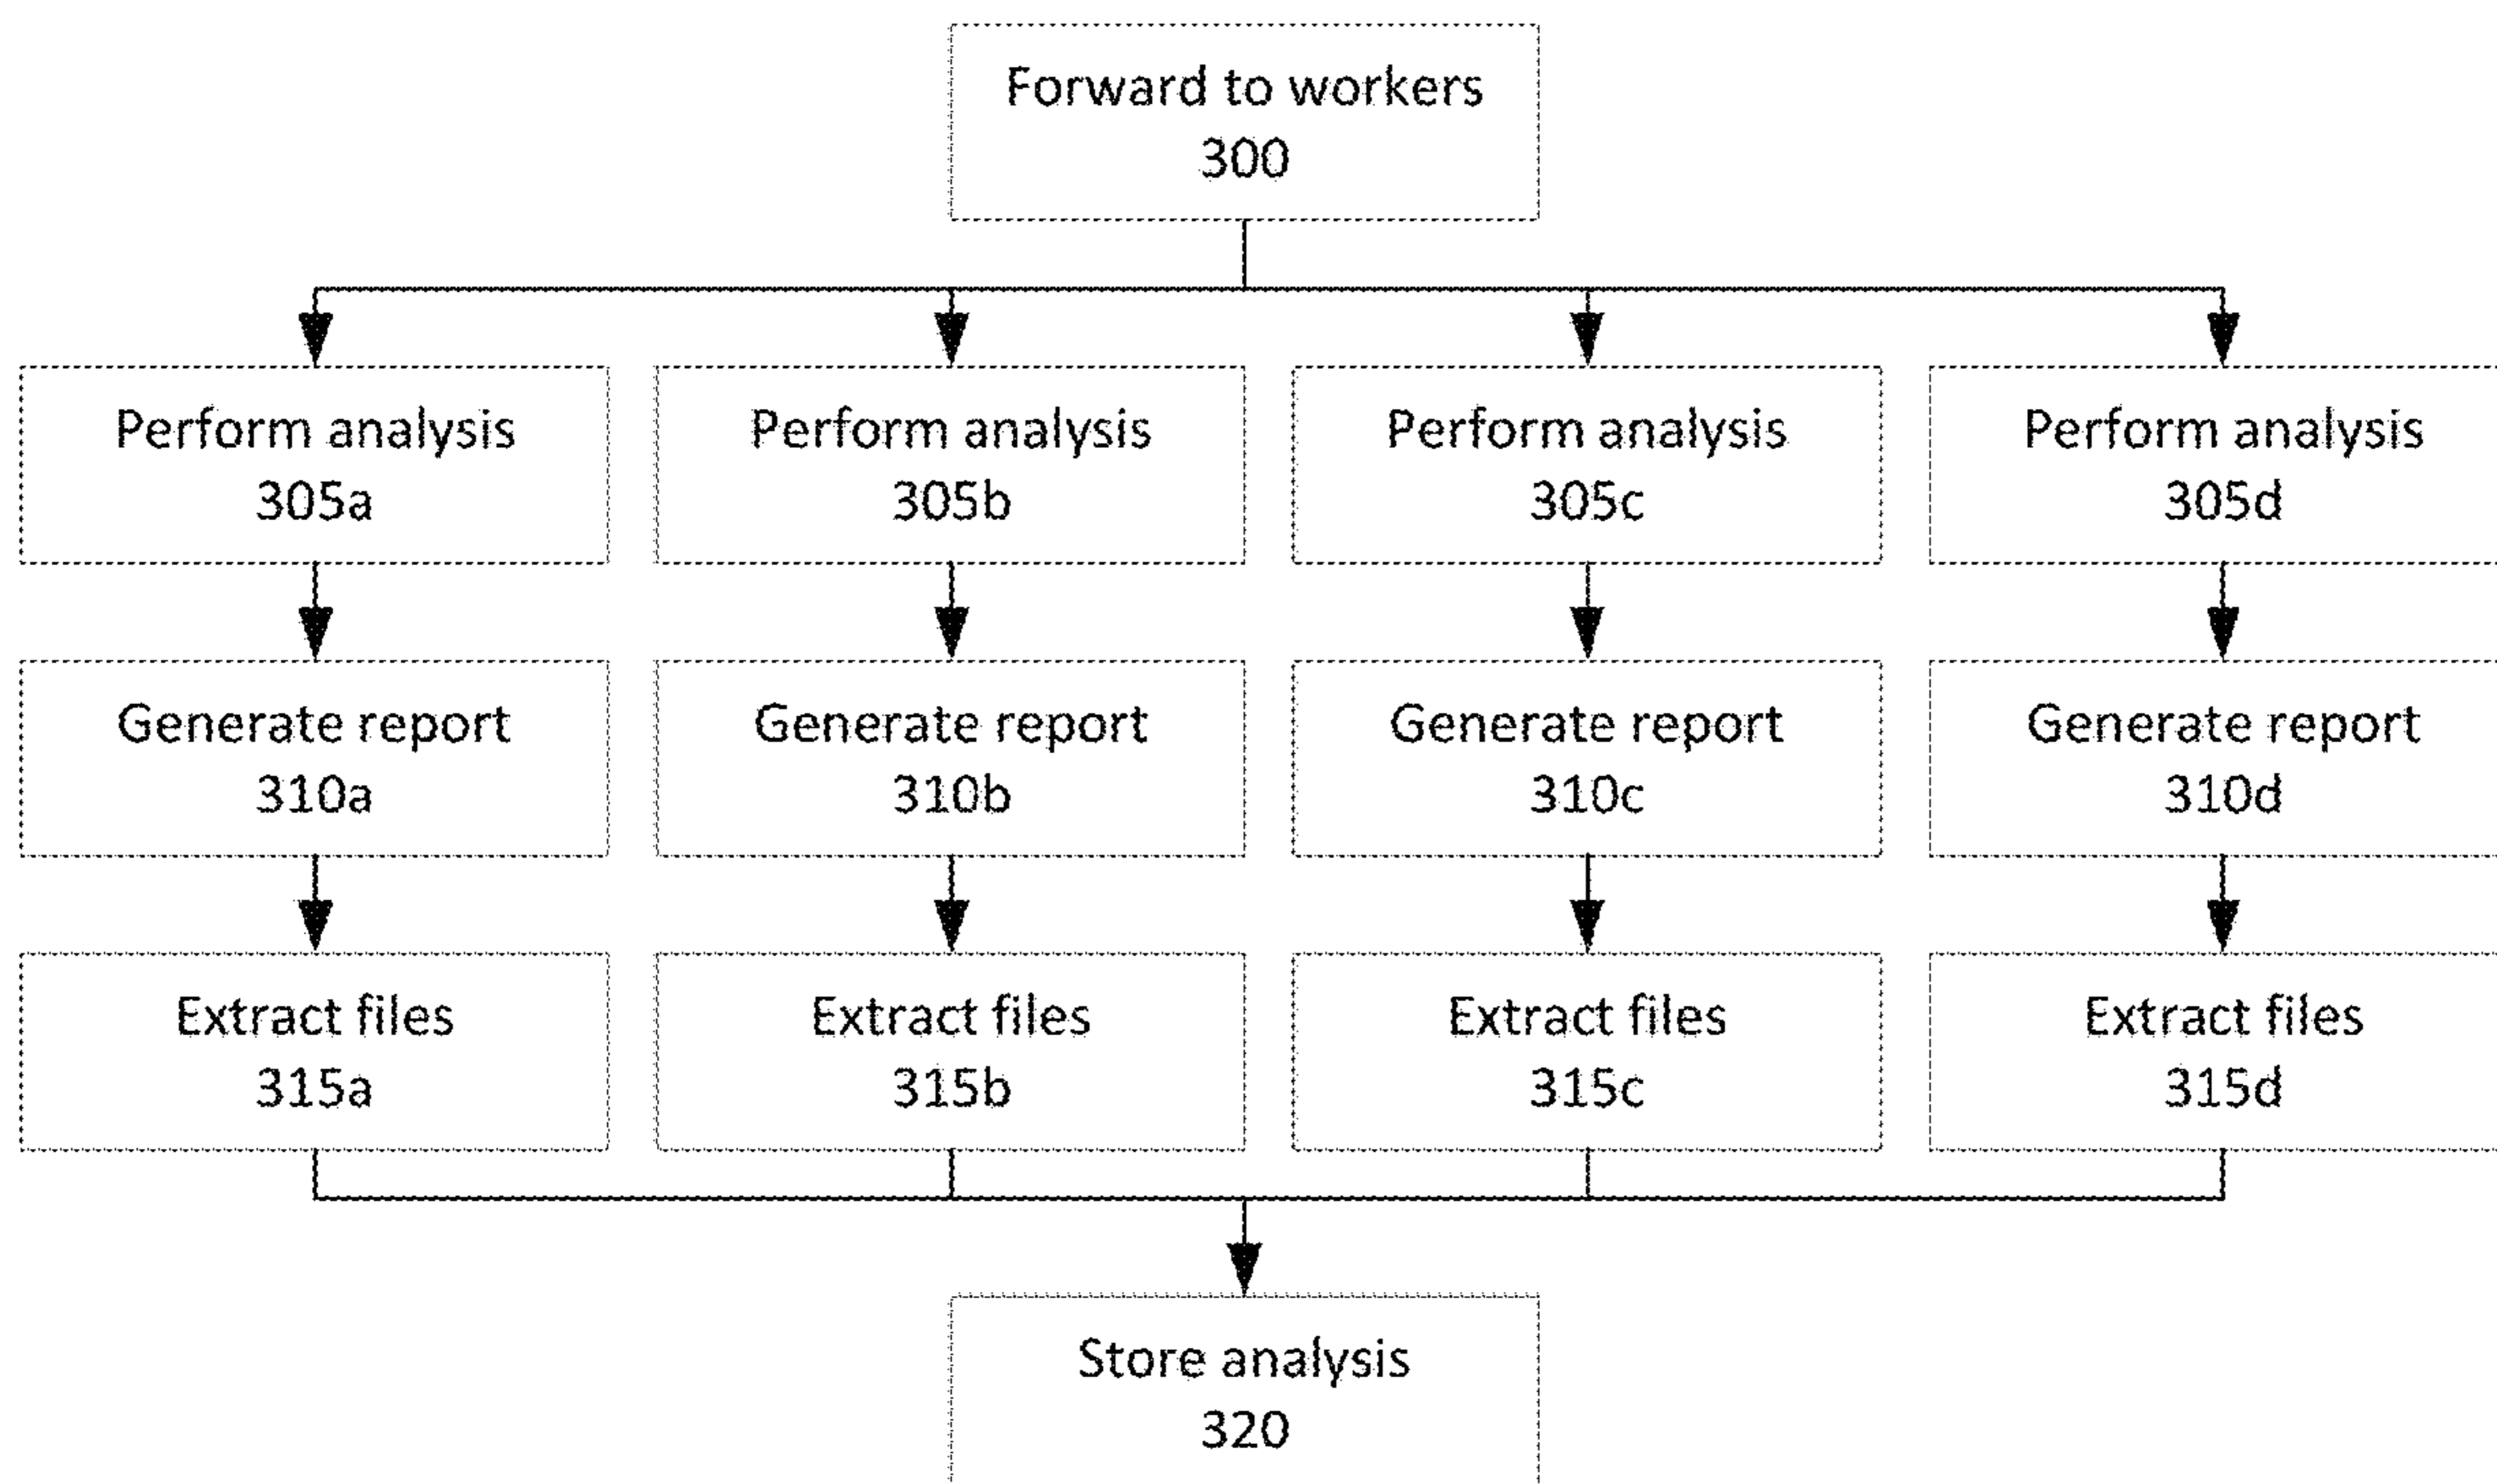 Forward to workers
300
Perform analysis
305a
Perform analysis
305b
Perform analysis
305c
Perform analysis
305d
Generate report
310a
Generate report
310b
Generate report
310c
Generate report
310d
Extract files
315a
Extract files
315b
Extract files
315c
Extract files
315d
Store analysis
320